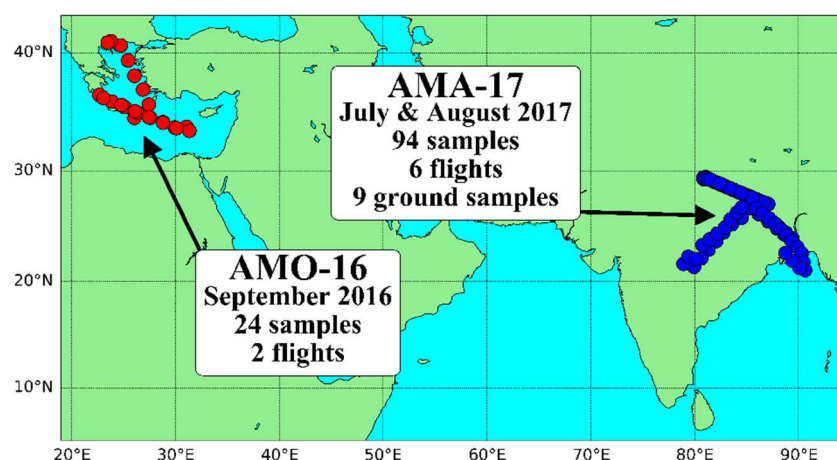 40°N
30°N
20°N
10°N
AMA-17
July & August 2017
94 samples
6 flights
9 ground samples
AMO-16
September 2016
24 samples
2 flights
20°E 30°E 40°E 50°E 60°E 70°E 80°E 90°E